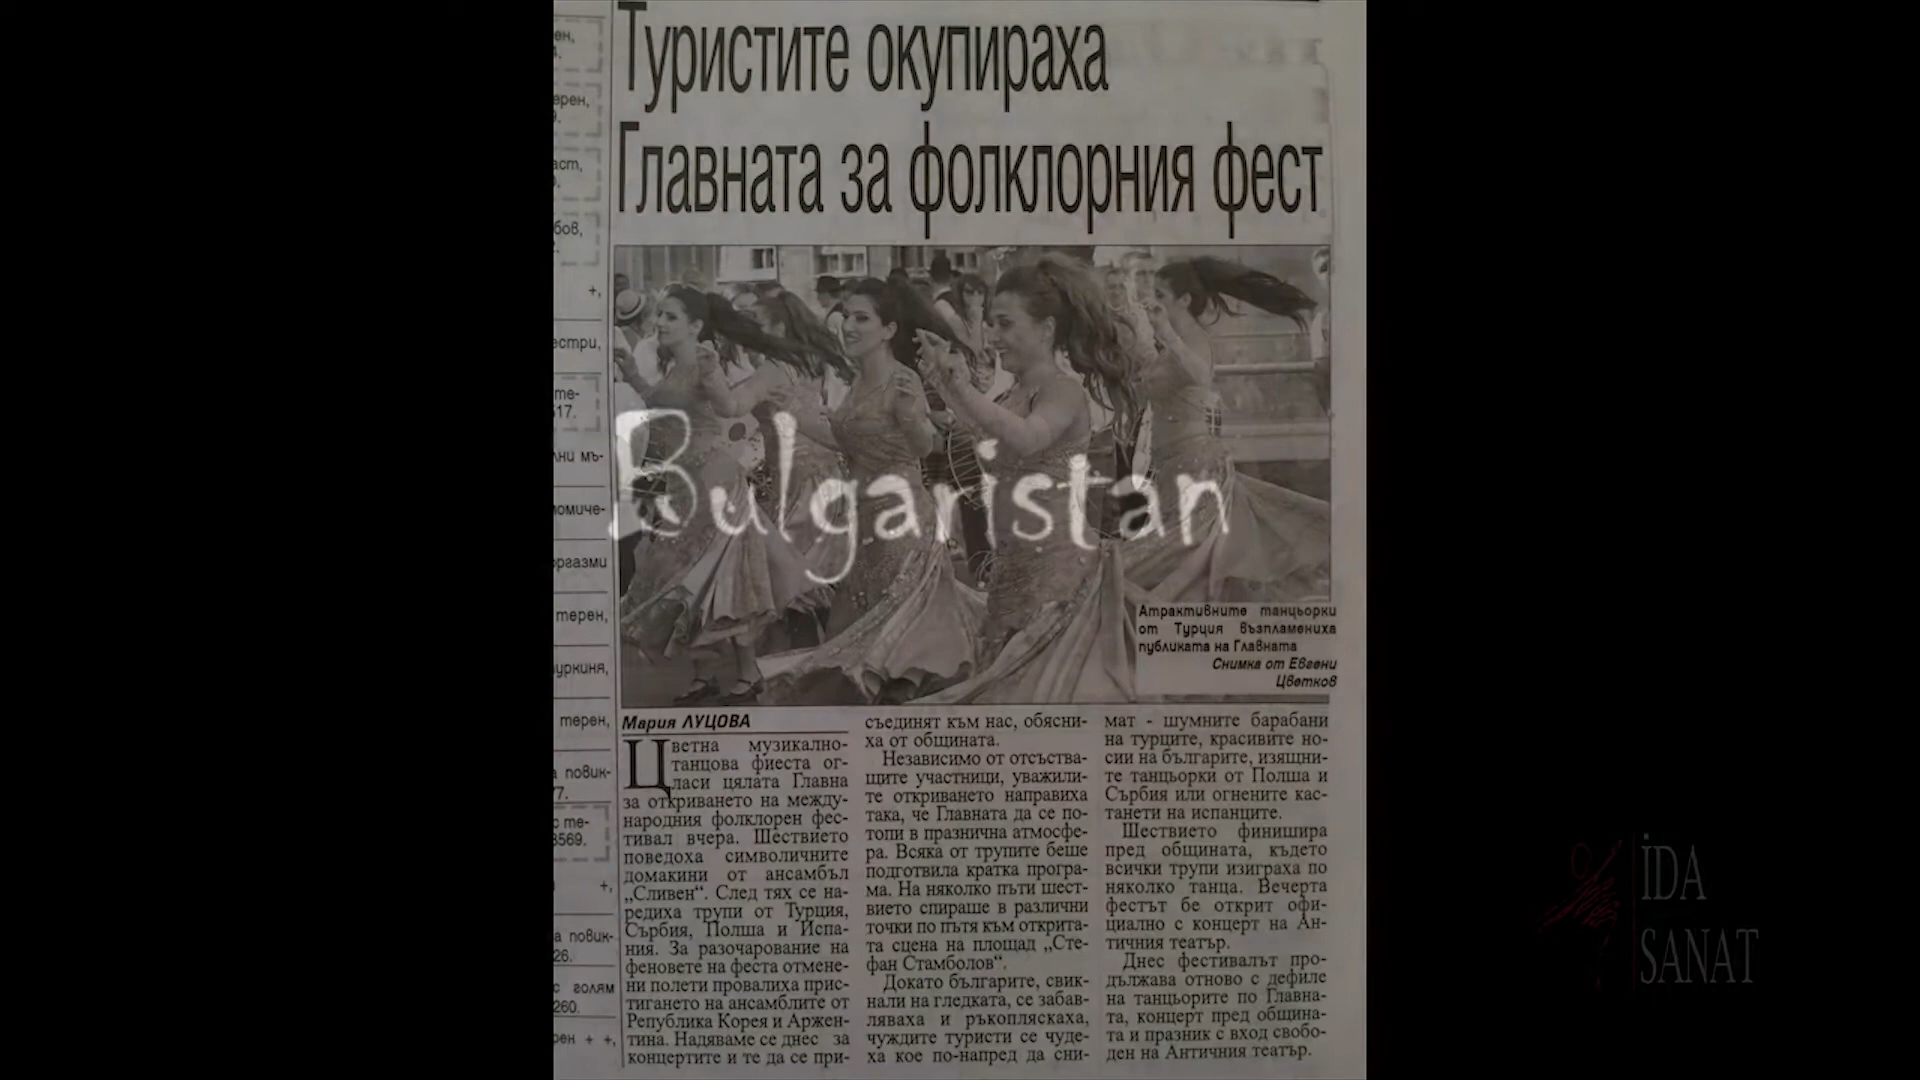 Туристите окупираха
Главната за фолклорния фест
Bulgaristan
Атрактивните танцьорки
от Турция възпламениха
публиката на Главната
Снимка от Евгени
Цветков
Мария ЛУЦОВА
Цветна музикално-
танцова фиеста ог-
ласи цялата Главна
за откриването на между-
народния фолклорен фес-
тивал вчера. Шествието
поведоха символичните
домакини от ансамбъл
„Сливен“. След тях се на-
редиха трупи от Турция,
Сърбия, Полша и Испа-
ния. За разочарование на
феновете на феста отмене-
ни полети провалиха прис-
тигането на ансамблите от
Република Корея и Аржен-
тина. Надяваме се днес за
концертите и те да се при-
съединят към нас, обясни-
ха от общината.
Независимо от отсъства-
щите участници, уважили-
те откриването направиха
така, че Главната да се по-
топи в празнична атмосфе-
ра. Всяка от трупите беше
подготвила кратка програ-
ма. На няколко пъти шест-
вието спираше в различни
точки по пътя към открита-
та сцена на площад „Сте-
фан Стамболов“.
Докато българите, свик-
нали на гледката, се забав-
ляваха и ръкопляскаха,
чуждите туристи се чуде-
ха кое по-напред да сни-
мат - шумните барабани
на турците, красивите но-
сии на българите, изящни-
те танцьорки от Полша и
Сърбия или огнените кас-
танети на испанците.
Шествието финишира
пред общината, където
всички трупи изиграха по
няколко танца. Вечерта
фестът бе открит офи-
циално с концерт на Ан-
тичния театър.
Днес фестивалът про-
дължава отново с дефиле
на танцьорите по Главна-
та, концерт пред община-
та и празник с вход свобо-
ден на Античния театър.
İDA
SANAT